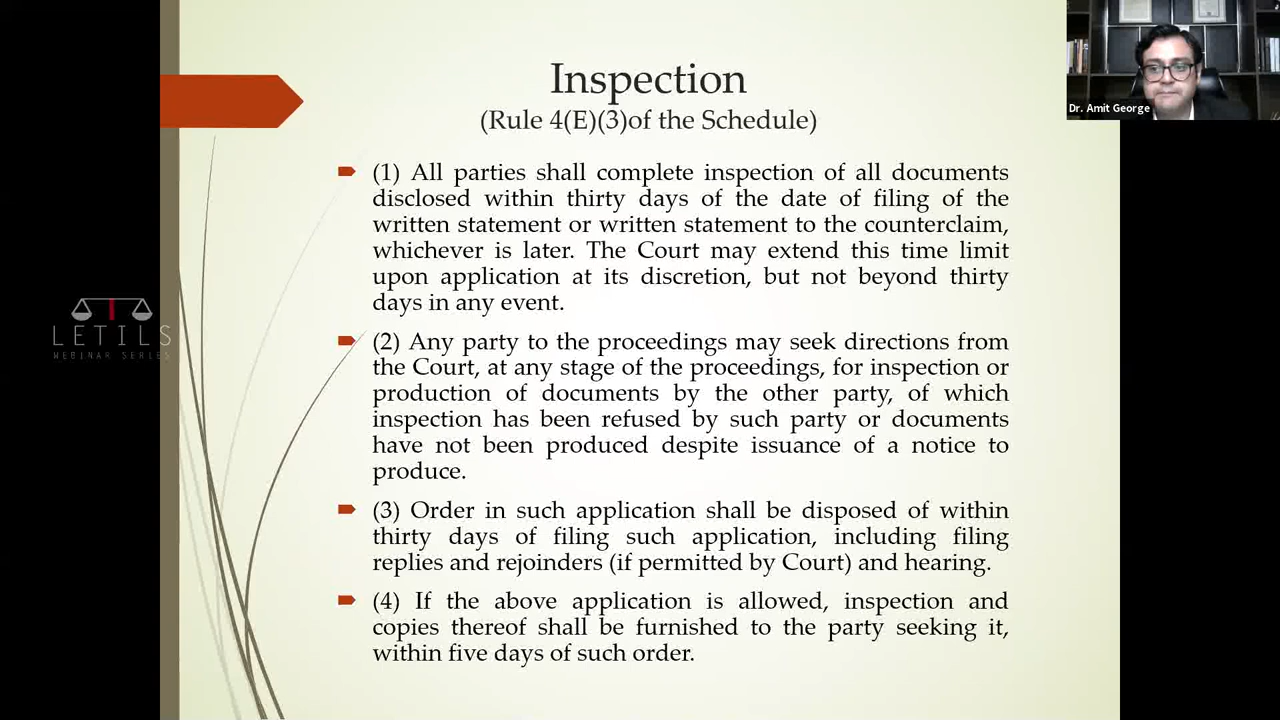 Inspection
(Rule 4(E)(3)of the Schedule)
(1) All parties shall complete inspection of all documents
disclosed within thirty days of the date of filing of the
written statement or written statement to the counterclaim,
whichever is later. The Court may extend this time limit
upon application at its discretion, but not beyond thirty
days in any event.
(2) Any party to the proceedings may seek directions from
the Court, at any stage of the proceedings, for inspection or
production of documents by the other party, of which
inspection has been refused by such party or documents
have not been produced despite issuance of a notice to
produce.
(3) Order in such application shall be disposed of within
thirty days of filing such application, including filing
replies and rejoinders (if permitted by Court) and hearing.
(4) If the above application is allowed, inspection and
copies thereof shall be furnished to the party seeking it,
within five days of such order.
LETILS
WEBINAR SERIES
Dr. Amit George